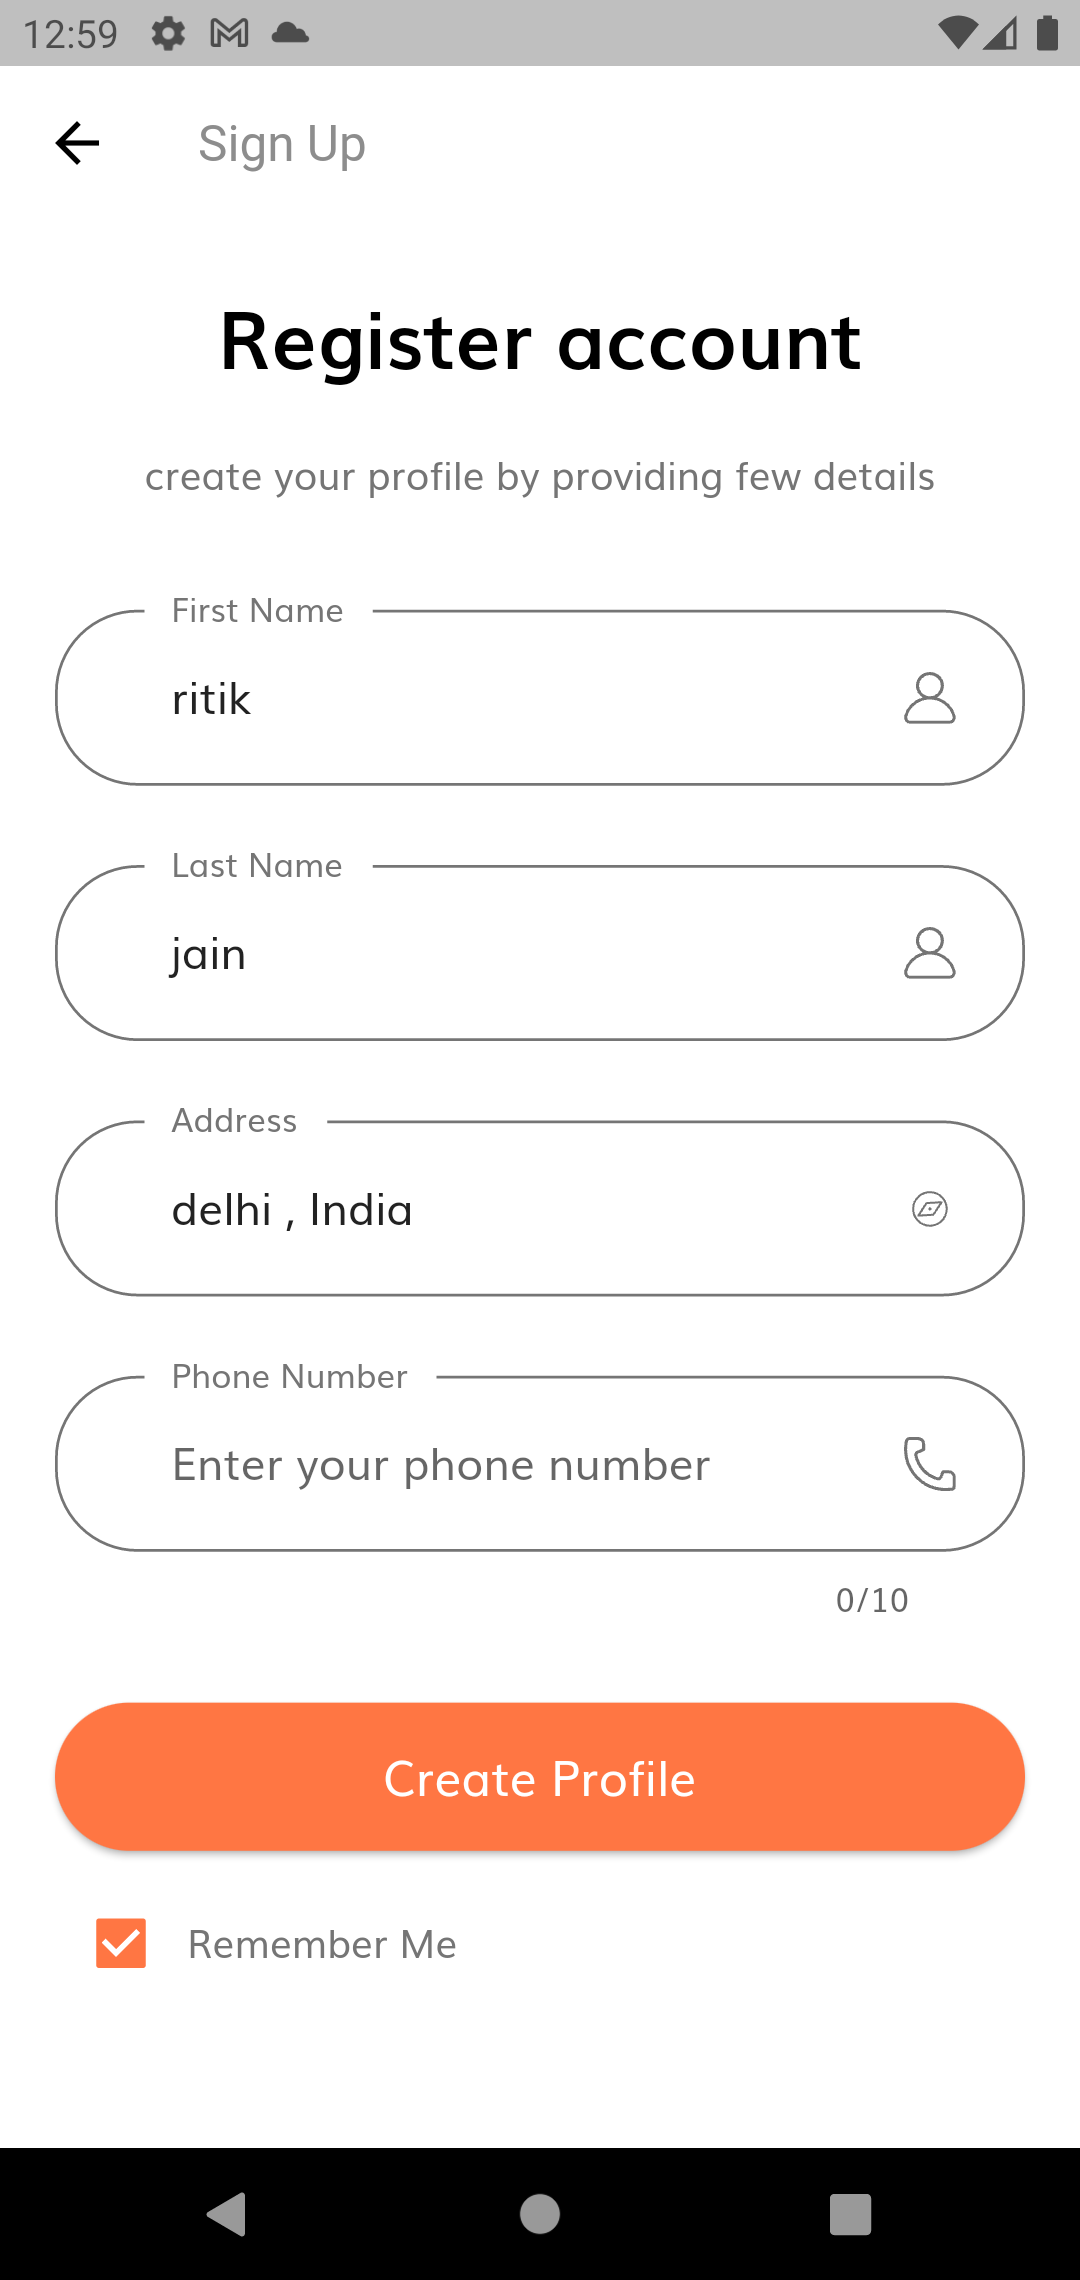 12:59
Sign Up
Register account
create your profile by providing few details
First Name
ritik
Last Name
jain
Address
delhi , India
Phone Number
Enter your phone number
0/10
Create Profile
Remember Me